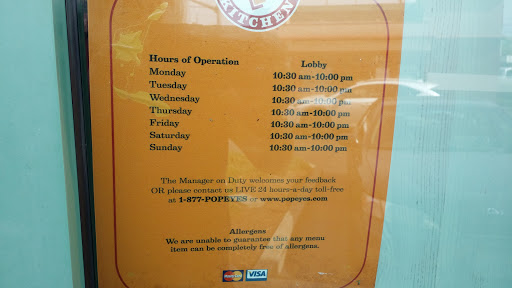 KITCHEN
Hours of Operation Lobby
Monday 10:30 am-10:00 pm
Tuesday 10:30 am-10:00 pm
Wednesday 10:30 am-10:00 pm
Thursday 10:30 am-10:00 pm
Friday 10:30 am-10:00 pm
Saturday 10:30 am-10:00 pm
Sunday 10:30 am-10:00 pm
The Manager on Duty welcomes your feedback
OR please contact us LIVE 24 hours-a-day toll-free
at 1-877-POPEYES or www.popeyes.com
Allergens
We are unable to guarantee that any menu
item can be completely free of allergens.
MasterCard VISA